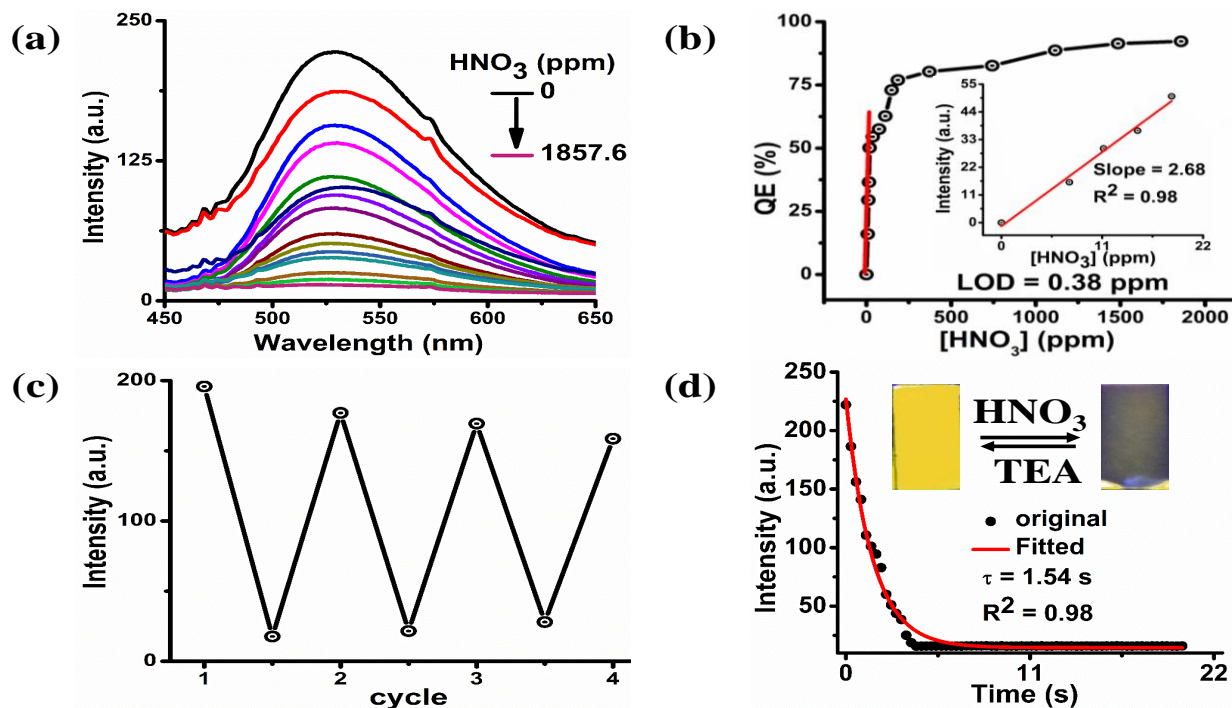 (a)
250
125
0
Intensity (a.u.)
HNO3 (ppm)
0
1857.6
450 500 550 600 650
Wavelength (nm)
(b)
100
75
50
25
0
QE (%)
55
44
33
22
11
0
Intensity (a.u.)
Slope = 2.68
R2 = 0.98
0 11 22
[HNO3] (ppm)
LOD = 0.38 ppm
0 400 800 1200 1600 2000
[HNO3] (ppm)
(c)
200
100
0
Intensity (a.u.)
1 2 3 4
cycle
(d)
250
200
150
100
50
Intensity (a.u.)
HNO3
TEA
original
Fitted
τ = 1.54 s
R2 = 0.98
0 11 22
Time (s)